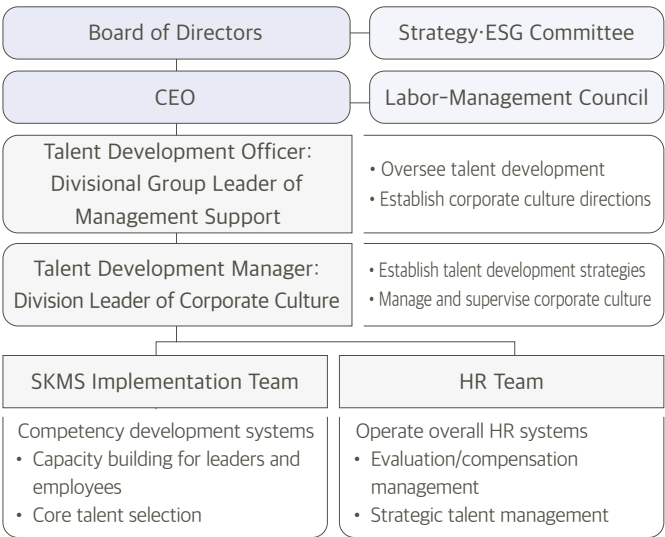 Board of Directors
Strategy·ESG Committee
CEO
Labor-Management Council
Talent Development Officer:
Divisional Group Leader of
Management Support
• Oversee talent development
• Establish corporate culture directions
Talent Development Manager:
Division Leader of Corporate Culture
• Establish talent development strategies
• Manage and supervise corporate culture
SKMS Implementation Team
Competency development systems
• Capacity building for leaders and
employees
• Core talent selection
HR Team
Operate overall HR systems
• Evaluation/compensation
management
• Strategic talent management